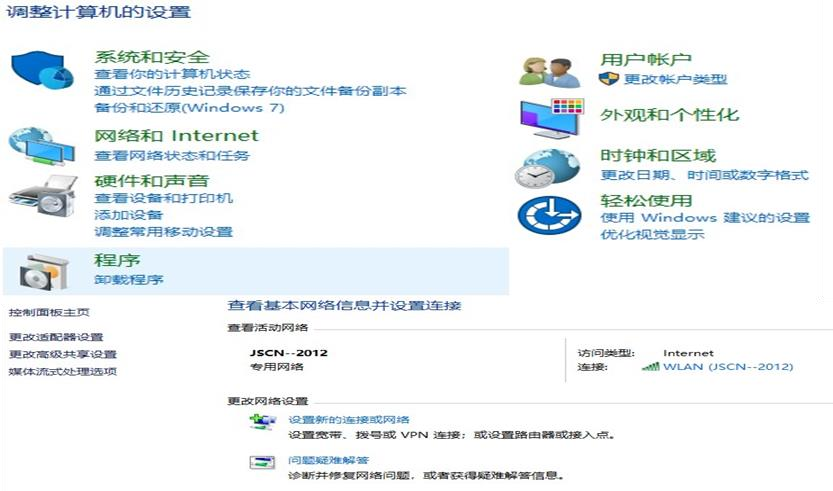 调整计算机的设置
系统和安全
查看你的计算机状态
通过文件历史记录保存你的文件备份副本
备份和还原(Windows 7)
网络和 Internet
查看网络状态和任务
硬件和声音
查看设备和打印机
添加设备
调整常用移动设置
程序
卸载程序
用户帐户
更改帐户类型
外观和个性化
时钟和区域
更改日期、时间或数字格式
轻松使用
使用 Windows 建议的设置
优化视觉显示
控制面板主页
更改适配器设置
更改高级共享设置
媒体流式处理选项
查看基本网络信息并设置连接
查看活动网络
JSCN--2012
专用网络
访问类型: Internet
连接: WLAN (JSCN--2012)
更改网络设置
设置新的连接或网络
设置宽带、拨号或 VPN 连接；或设置路由器或接入点。
问题疑难解答
诊断并修复网络问题，或者获得疑难解答信息。